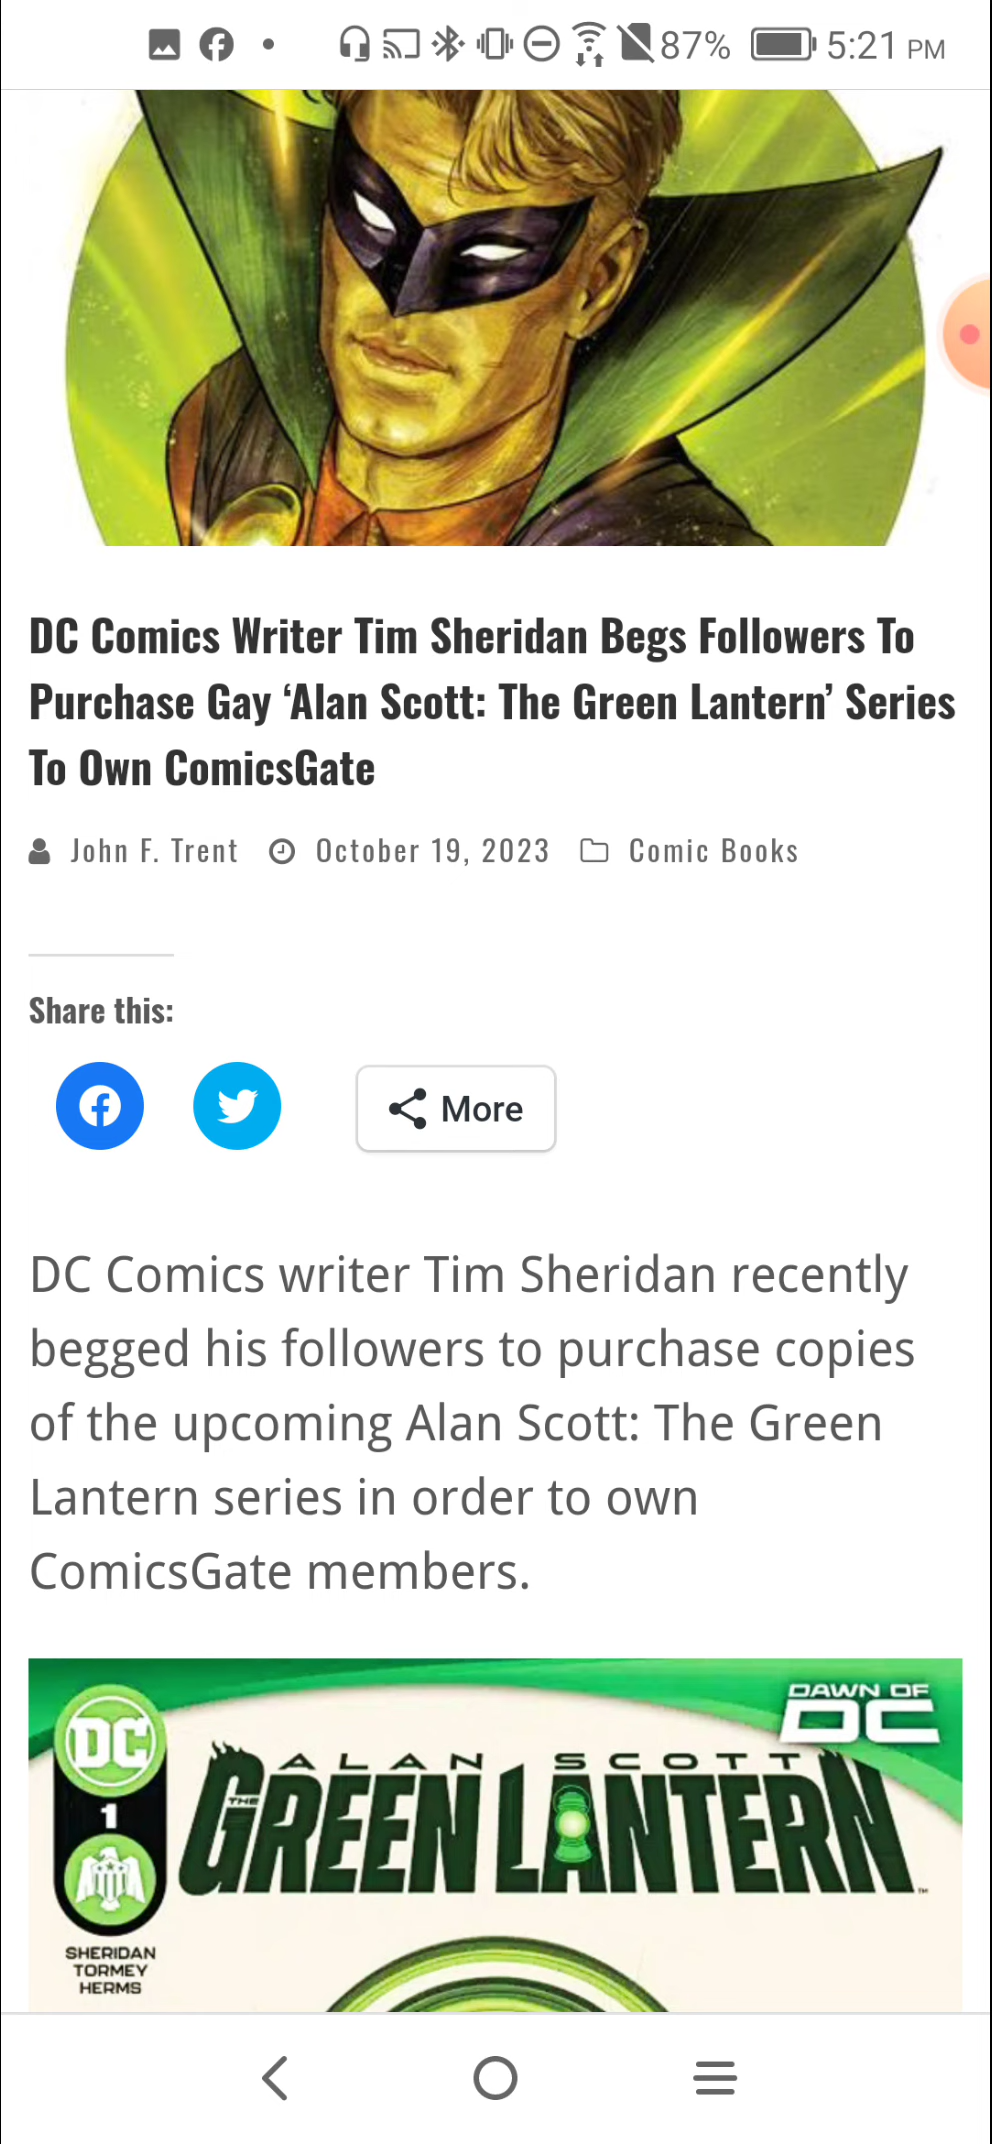 87% 5:21 PM
DC Comics Writer Tim Sheridan Begs Followers To
Purchase Gay ‘Alan Scott: The Green Lantern’ Series
To Own ComicsGate
John F. Trent October 19, 2023 Comic Books
Share this:
More
DC Comics writer Tim Sheridan recently
begged his followers to purchase copies
of the upcoming Alan Scott: The Green
Lantern series in order to own
ComicsGate members.
DAWN OF
DC
DC
ALAN SCOTT
THE
GREEN LANTERN™
1
SHERIDAN
TORMEY
HERMS